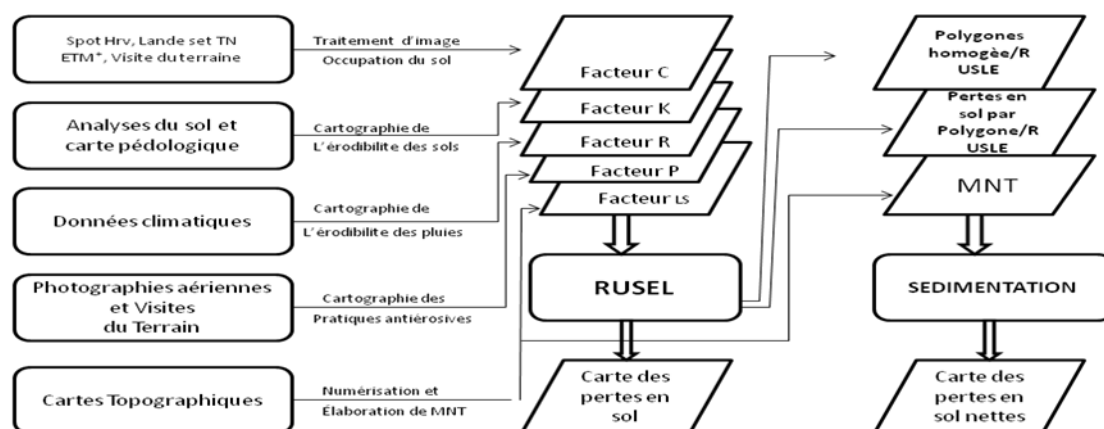 Spot Hrv, Lande set TN
ETM⁺, Visite du terraine
Traitement d'image
Occupation du sol
Analyses du sol et
carte pédologique
Cartographie de
L'érodibilite des sols
Données climatiques
Cartographie de
L'érodibilite des pluies
Photographies aériennes
et Visites
du Terrain
Cartographie des
Pratiques antiérosives
Cartes Topographiques
Numérisation et
Élaboration de MNT
Facteur C
Facteur K
Facteur R
Facteur P
Facteur LS
RUSEL
Carte des
pertes en
sol
Polygones
homogèe/R
USLE
Pertes en
sol par
Polygone/R
USLE
MNT
SEDIMENTATION
Carte des
pertes en
sol nettes